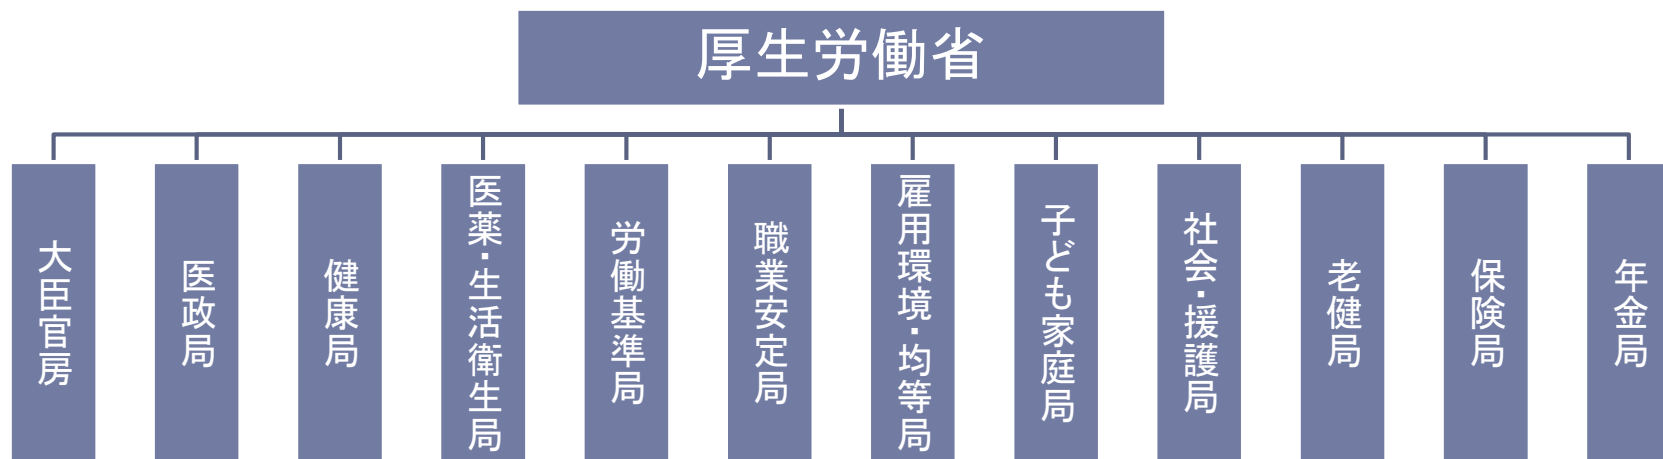 厚生労働省
大臣官房
医政局
健康局
医薬・生活衛生局
労働基準局
職業安定局
雇用環境・均等局
子ども家庭局
社会・援護局
老健局
保険局
年金局